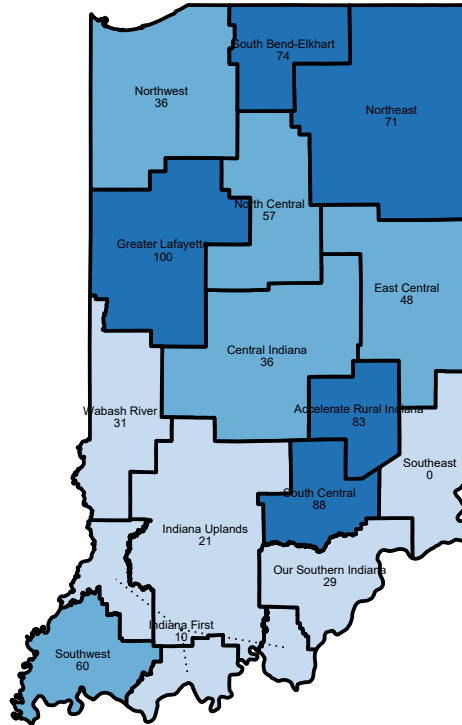 South Bend-Elkhart
74
Northwest
36
Northeast
71
North Central
57
Greater Lafayette
100
East Central
48
Central Indiana
36
Wabash River
31
Accelerate Rural Indiana
83
Southeast
0
South Central
88
Indiana Uplands
21
Our Southern Indiana
29
Indiana First
10
Southwest
60